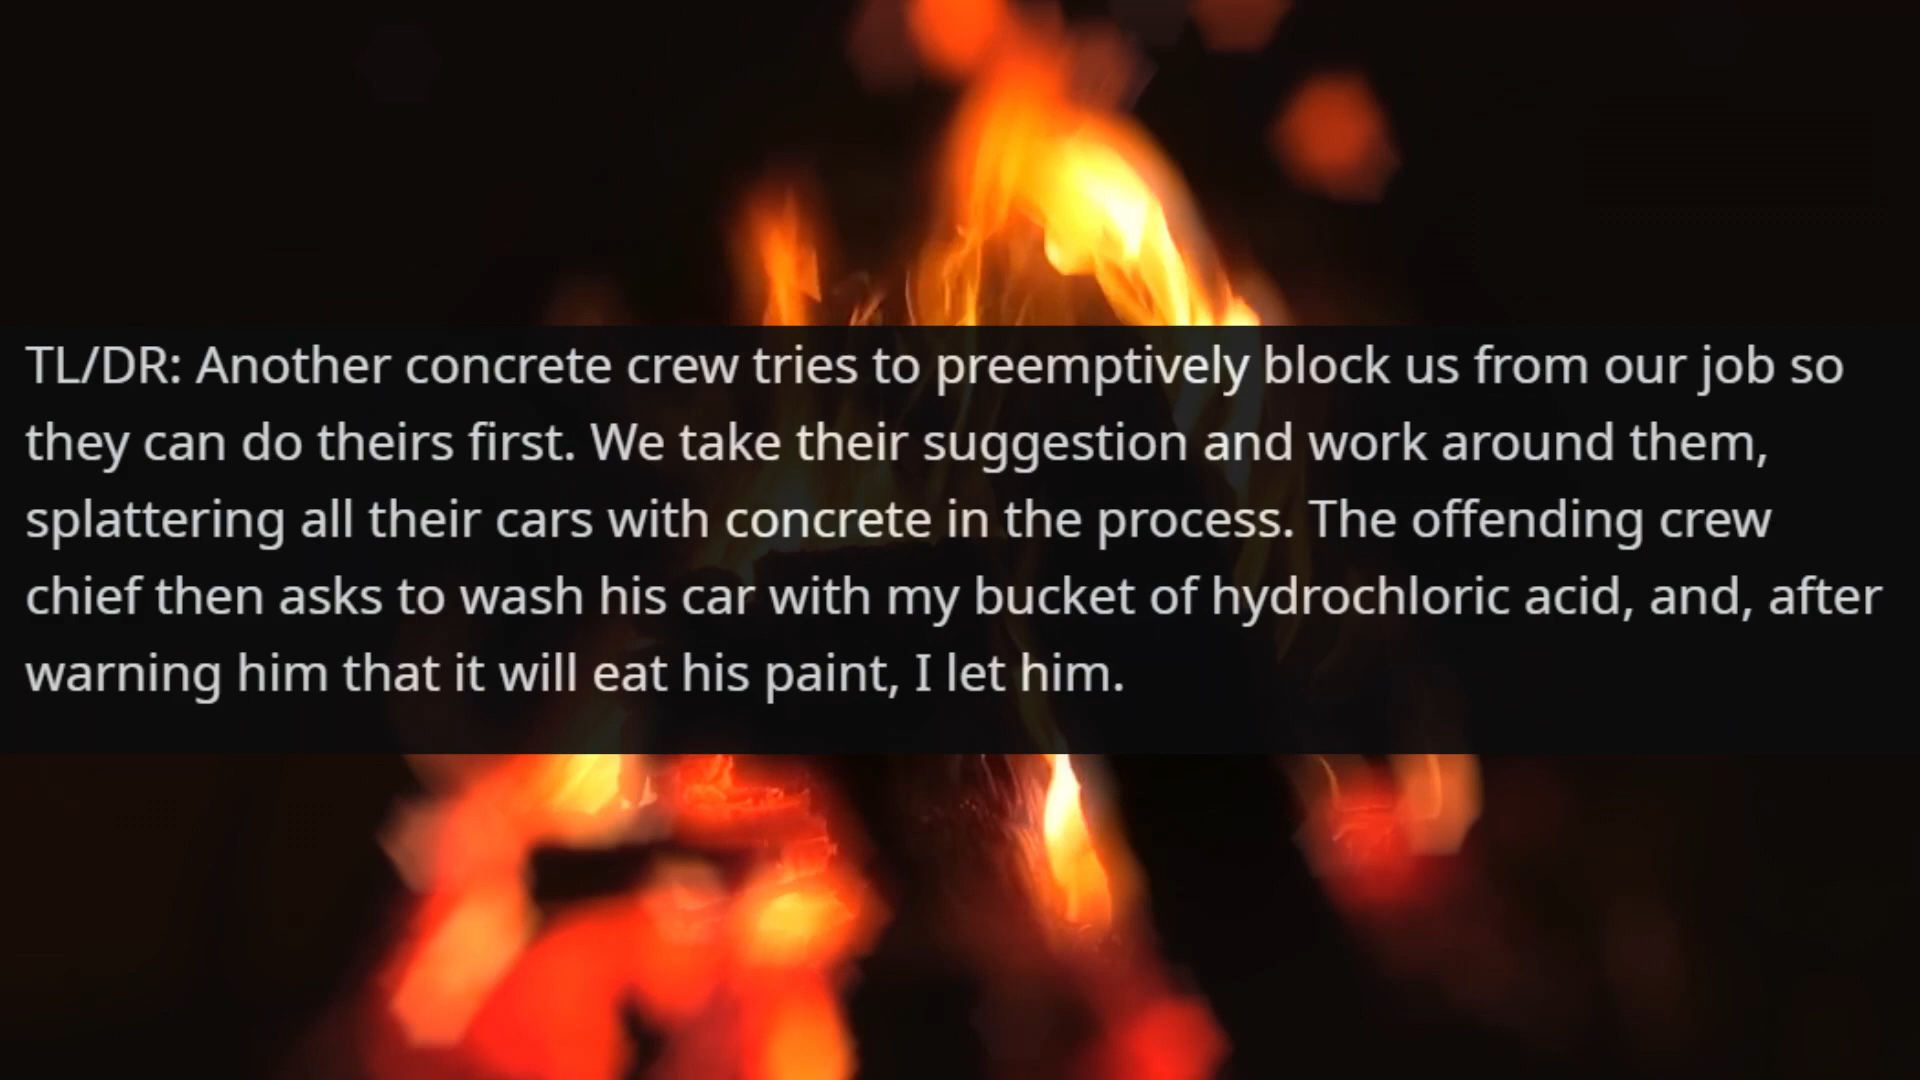 TL/DR: Another concrete crew tries to preemptively block us from our job so
they can do theirs first. We take their suggestion and work around them,
splattering all their cars with concrete in the process. The offending crew
chief then asks to wash his car with my bucket of hydrochloric acid, and, after
warning him that it will eat his paint, I let him.